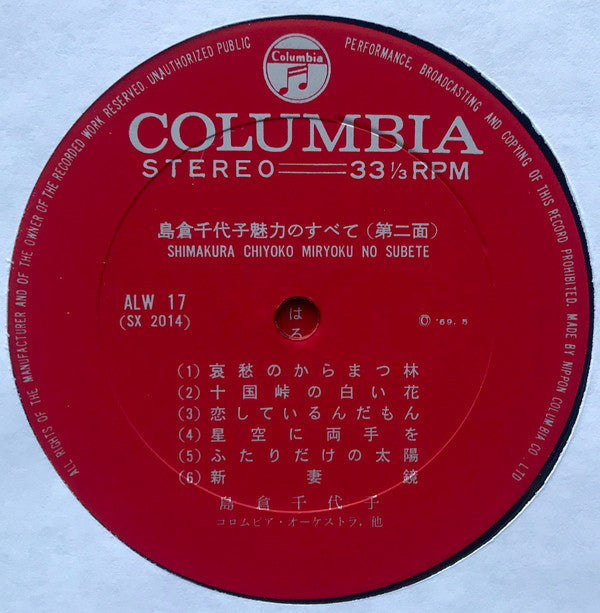 ALL RIGHTS OF THE MANUFACTURER AND OF THE OWNER OF THE RECORDED WORK RESERVED. UNAUTHORIZED PUBLIC PERFORMANCE, BROADCASTING AND COPYING OF THIS RECORD PROHIBITED. MADE BY NIPPON COLUMBIA CO., LTD
Columbia
COLUMBIA
STEREO 33 1/3 RPM
島倉千代子魅力のすべて(第二面)
SHIMAKURA CHIYOKO MIRYOKU NO SUBETE
ALW 17
(SX 2014)
はる
Ⓒ '69. 5
(1) 哀愁のからまつ林
(2) 十国峠の白い花
(3) 恋しているんだもん
(4) 星空に両手を
(5) ふたりだけの太陽
(6) 新妻鏡
島倉千代子
コロムビア・オーケストラ, 他